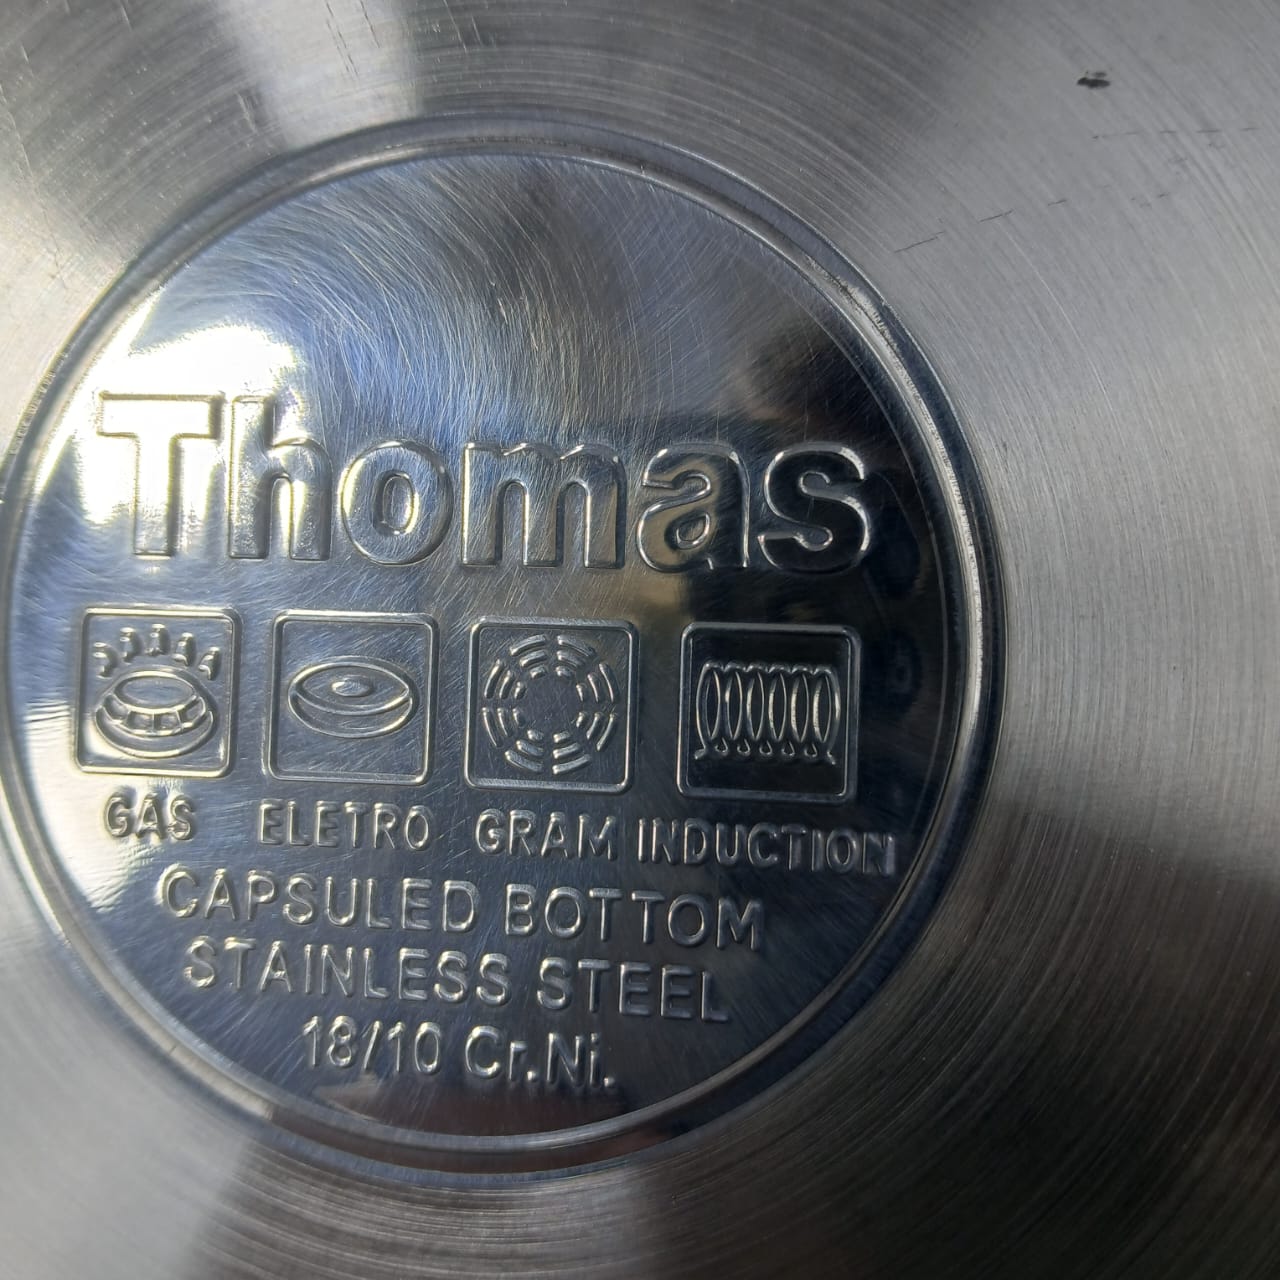 Thomas
GAS ELETRO GRAM INDUCTION
CAPSULED BOTTOM
STAINLESS STEEL
18/10 Cr.Ni.